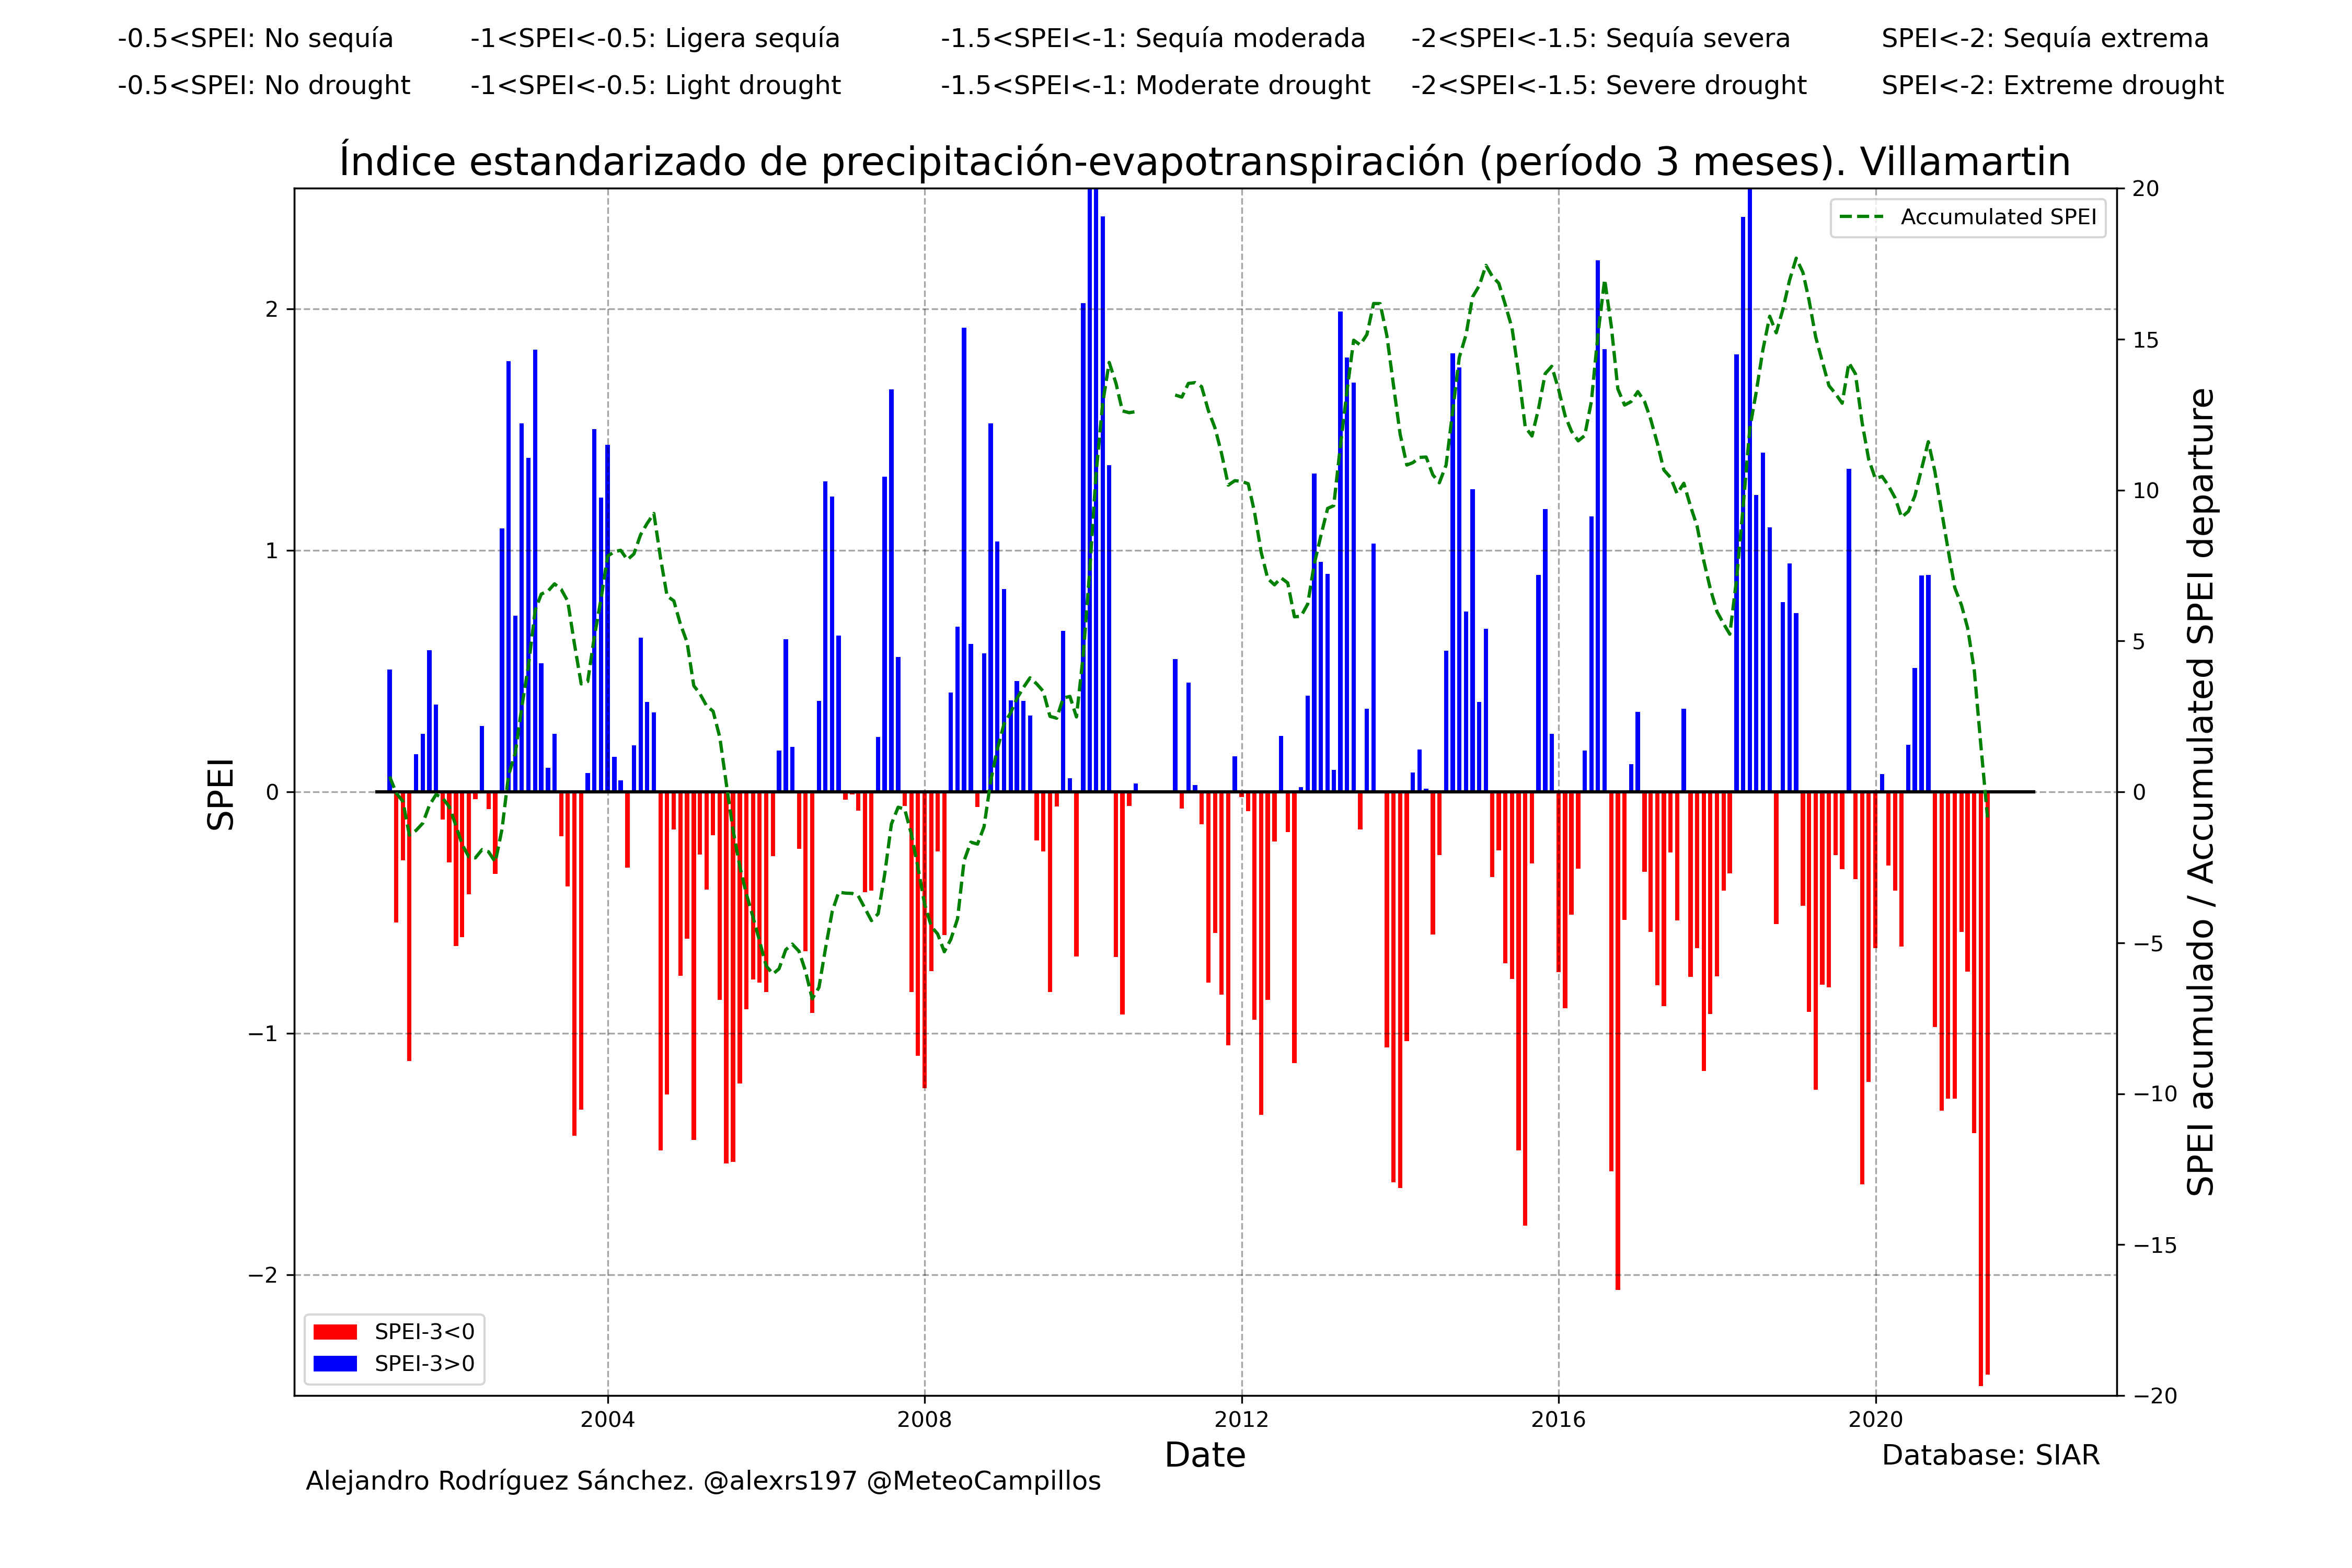 -0.5<SPEI: No sequía -1<SPEI<-0.5: Ligera sequía -1.5<SPEI<-1: Sequía moderada -2<SPEI<-1.5: Sequía severa SPEI<-2: Sequía extrema
-0.5<SPEI: No drought -1<SPEI<-0.5: Light drought -1.5<SPEI<-1: Moderate drought -2<SPEI<-1.5: Severe drought SPEI<-2: Extreme drought
Índice estandarizado de precipitación-evapotranspiración (período 3 meses). Villamartin
Accumulated SPEI
SPEI
2
1
0
−1
−2
20
15
10
5
0
−5
−10
−15
−20
SPEI acumulado / Accumulated SPEI departure
SPEI-3<0
SPEI-3>0
2004 2008 2012 2016 2020
Date
Database: SIAR
Alejandro Rodríguez Sánchez. @alexrs197 @MeteoCampillos